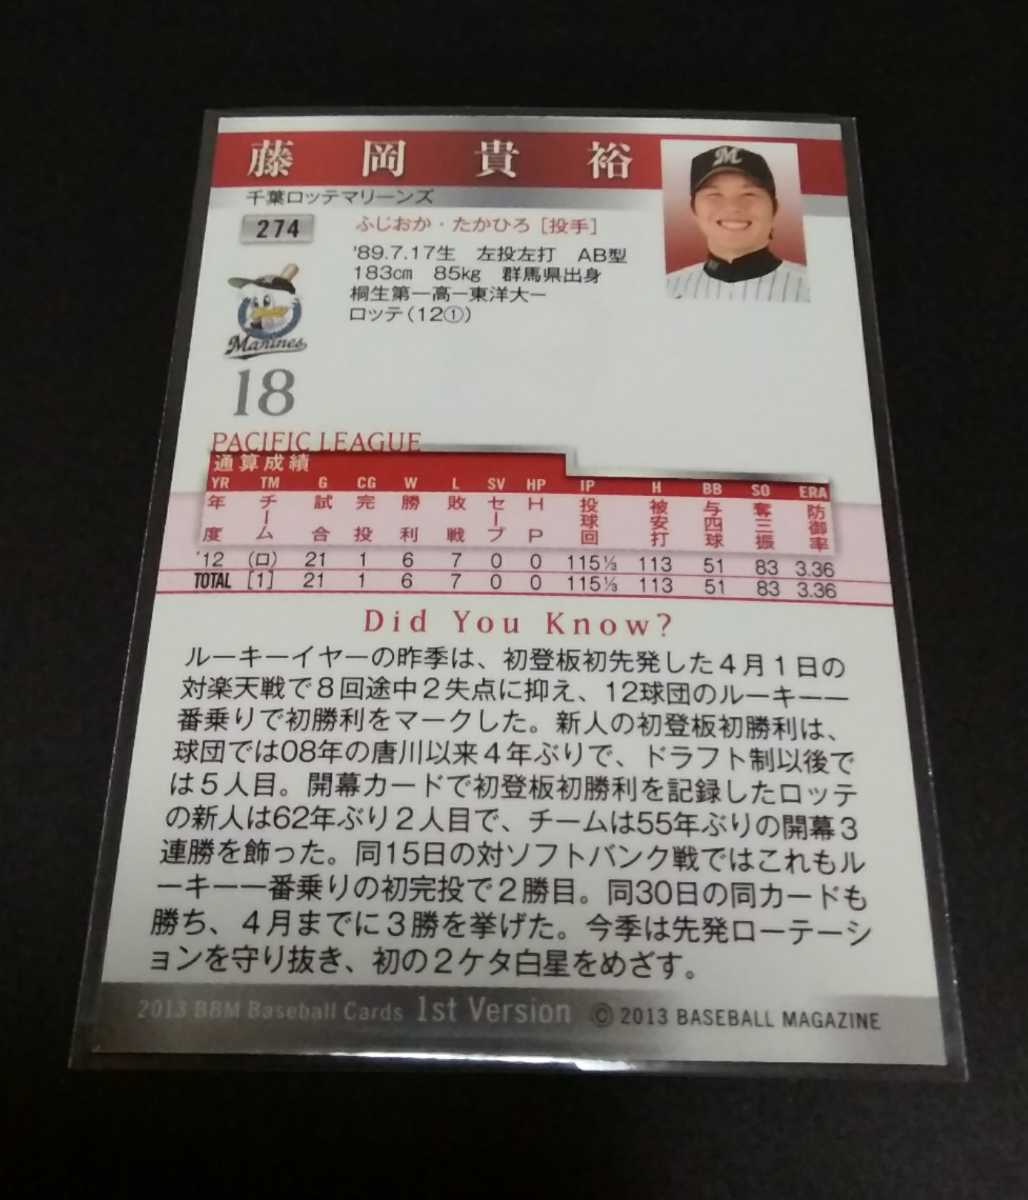 藤岡貴裕
千葉ロッテマリーンズ
274
ふじおか・たかひろ [投手]
'89.7.17生 左投左打 AB型
183cm 85kg 群馬県出身
桐生第一高ー東洋大ー
ロッテ(12①)
M
Marines
18
PACIFIC LEAGUE
通算成績
YR TM G CG W L SV HP IP H BB SO ERA
年度 チーム 試合 完投 勝利 敗戦 セーブ HP 投球回 被安打 与四球 奪三振 防御率
'12 (ロ) 21 1 6 7 0 0 115⅓ 113 51 83 3.36
TOTAL [1] 21 1 6 7 0 0 115⅓ 113 51 83 3.36
Did You Know?
ルーキーイヤーの昨季は、初登板初先発した4月1日の
対楽天戦で8回途中2失点に抑え、12球団のルーキー一
番乗りで初勝利をマークした。新人の初登板初勝利は、
球団では08年の唐川以来4年ぶりで、ドラフト制以後で
は5人目。開幕カードで初登板初勝利を記録したロッテ
の新人は62年ぶり2人目で、チームは55年ぶりの開幕3
連勝を飾った。同15日の対ソフトバンク戦ではこれもル
ーキー一番乗りの初完投で2勝目。同30日の同カードも
勝ち、4月までに3勝を挙げた。今季は先発ローテーシ
ョンを守り抜き、初の2ケタ白星をめざす。
2013 BBM Baseball Cards 1st Version © 2013 BASEBALL MAGAZINE